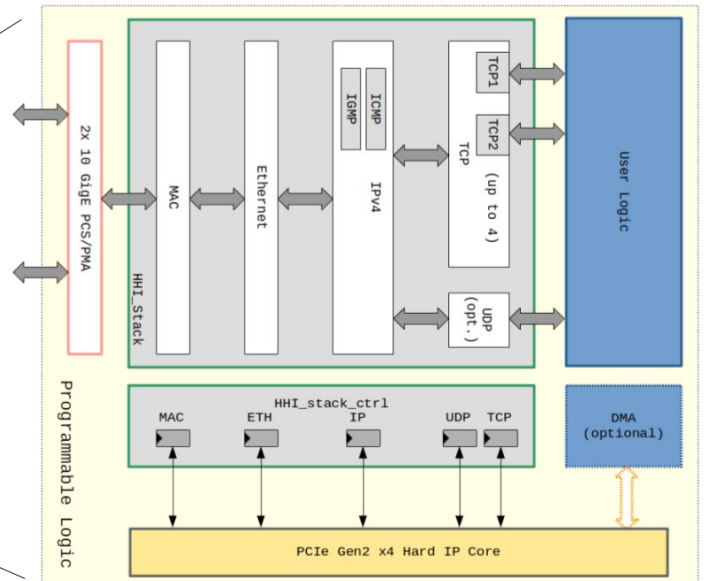 2x 10 GigE PCS/PMA
HHI_Stack
MAC
Ethernet
IPv4
IGMP
ICMP
TCP
(up to 4)
TCP1
TCP2
UDP
(opt.)
User Logic
HHI_stack_ctrl
MAC
ETH
IP
UDP
TCP
DMA
(optional)
PCIe Gen2 x4 Hard IP Core
Programmable Logic